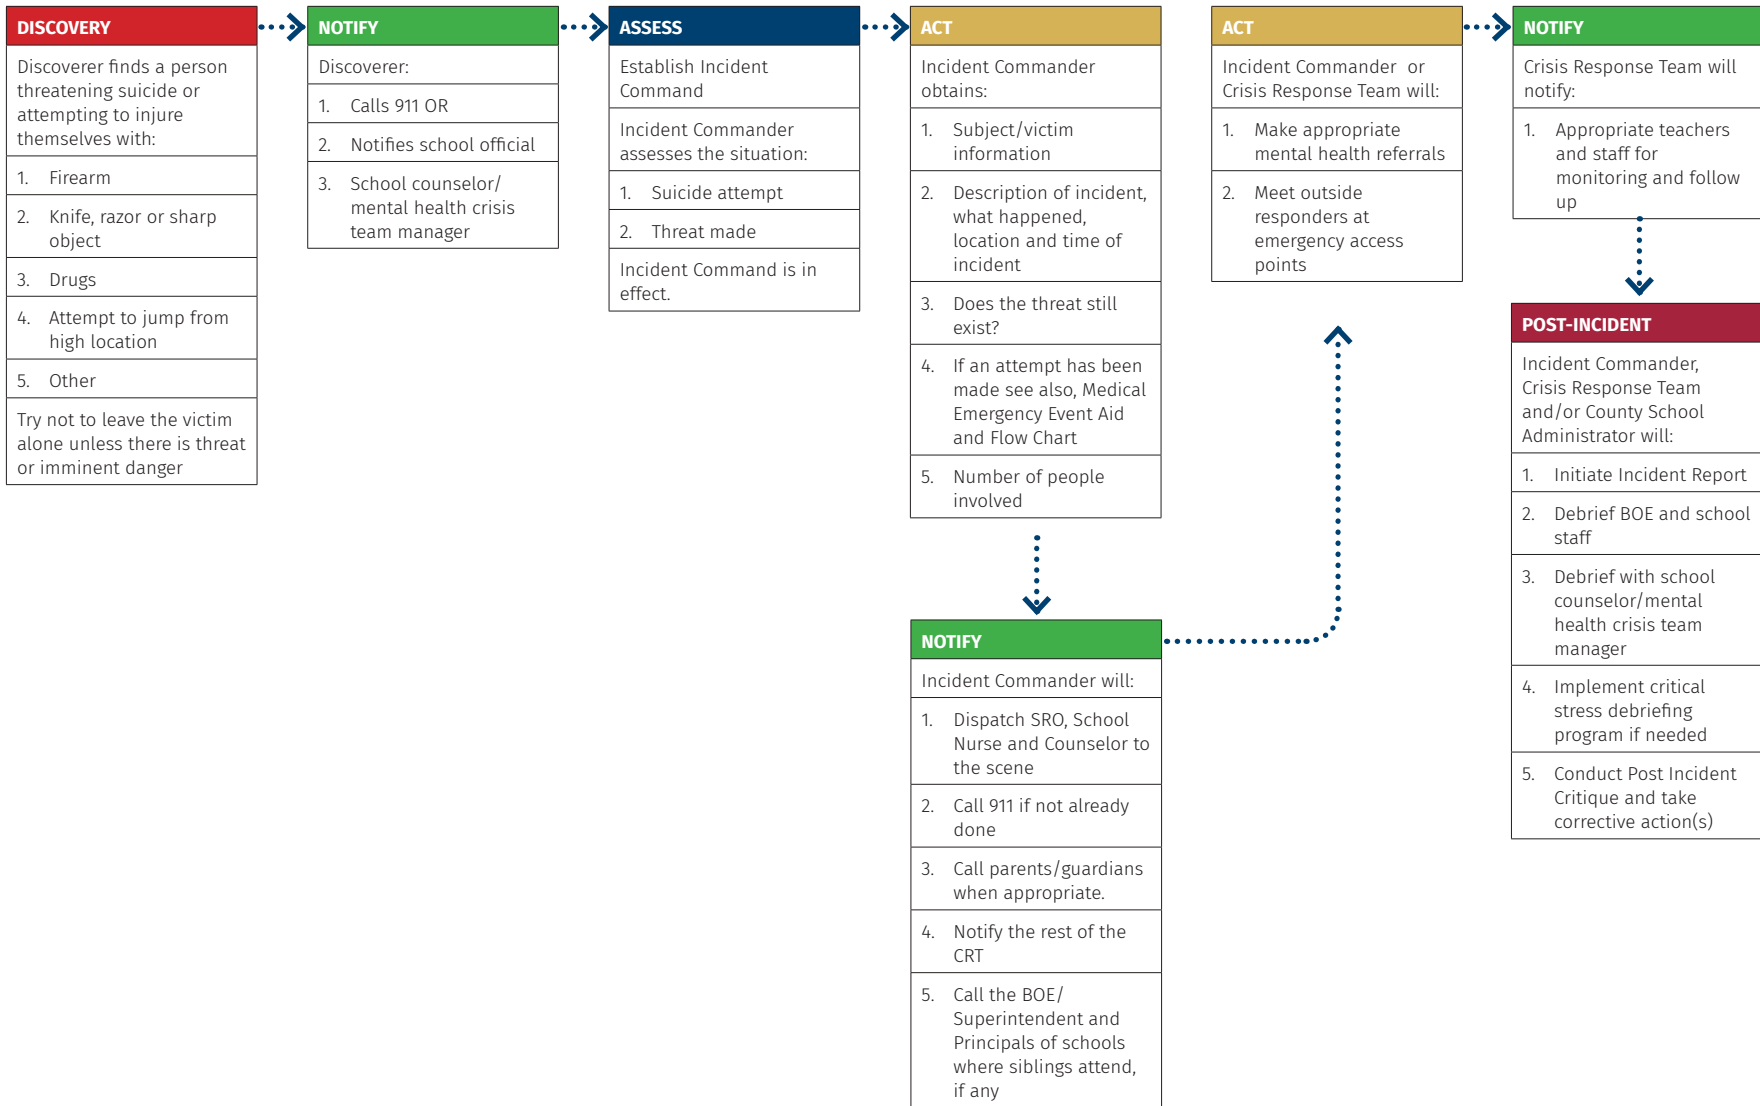 DISCOVERY
Discoverer finds a person
threatening suicide or
attempting to injure
themselves with:
1. Firearm
2. Knife, razor or sharp
object
3. Drugs
4. Attempt to jump from
high location
5. Other
Try not to leave the victim
alone unless there is threat
or imminent danger
NOTIFY
Discoverer:
1. Calls 911 OR
2. Notifies school official
3. School counselor/
mental health crisis
team manager
ASSESS
Establish Incident
Command
Incident Commander
assesses the situation:
1. Suicide attempt
2. Threat made
Incident Command is in
effect.
ACT
Incident Commander
obtains:
1. Subject/victim
information
2. Description of incident,
what happened,
location and time of
incident
3. Does the threat still
exist?
4. If an attempt has been
made see also, Medical
Emergency Event Aid
and Flow Chart
5. Number of people
involved
NOTIFY
Incident Commander will:
1. Dispatch SRO, School
Nurse and Counselor to
the scene
2. Call 911 if not already
done
3. Call parents/guardians
when appropriate.
4. Notify the rest of the
CRT
5. Call the BOE/
Superintendent and
Principals of schools
where siblings attend,
if any
ACT
Incident Commander or
Crisis Response Team will:
1. Make appropriate
mental health referrals
2. Meet outside
responders at
emergency access
points
NOTIFY
Crisis Response Team will
notify:
1. Appropriate teachers
and staff for
monitoring and follow
up
POST-INCIDENT
Incident Commander,
Crisis Response Team
and/or County School
Administrator will:
1. Initiate Incident Report
2. Debrief BOE and school
staff
3. Debrief with school
counselor/mental
health crisis team
manager
4. Implement critical
stress debriefing
program if needed
5. Conduct Post Incident
Critique and take
corrective action(s)